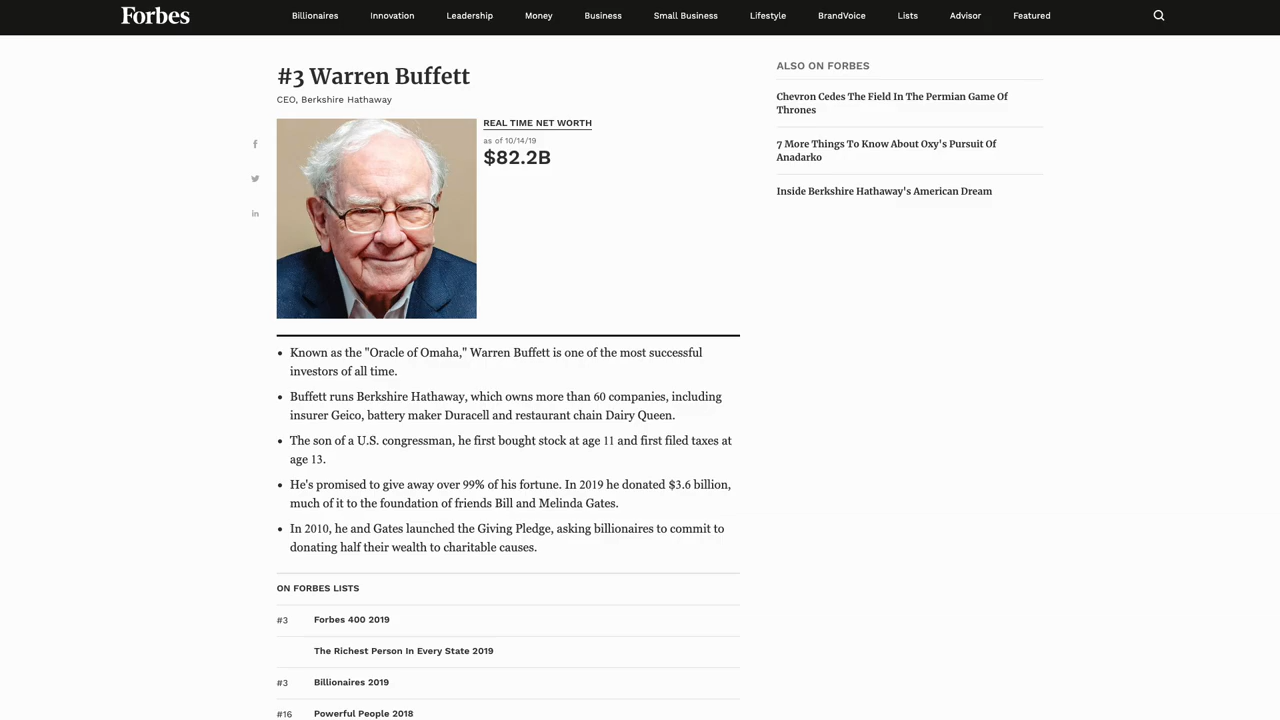 Forbes
Billionaires Innovation Leadership Money Business Small Business Lifestyle BrandVoice Lists Advisor Featured
#3 Warren Buffett
CEO, Berkshire Hathaway
REAL TIME NET WORTH
as of 10/14/19
$82.2B
Known as the "Oracle of Omaha," Warren Buffett is one of the most successful
investors of all time.
Buffett runs Berkshire Hathaway, which owns more than 60 companies, including
insurer Geico, battery maker Duracell and restaurant chain Dairy Queen.
The son of a U.S. congressman, he first bought stock at age 11 and first filed taxes at
age 13.
He's promised to give away over 99% of his fortune. In 2019 he donated $3.6 billion,
much of it to the foundation of friends Bill and Melinda Gates.
In 2010, he and Gates launched the Giving Pledge, asking billionaires to commit to
donating half their wealth to charitable causes.
ON FORBES LISTS
#3 Forbes 400 2019
The Richest Person In Every State 2019
#3 Billionaires 2019
#16 Powerful People 2018
ALSO ON FORBES
Chevron Cedes The Field In The Permian Game Of
Thrones
7 More Things To Know About Oxy's Pursuit Of
Anadarko
Inside Berkshire Hathaway's American Dream